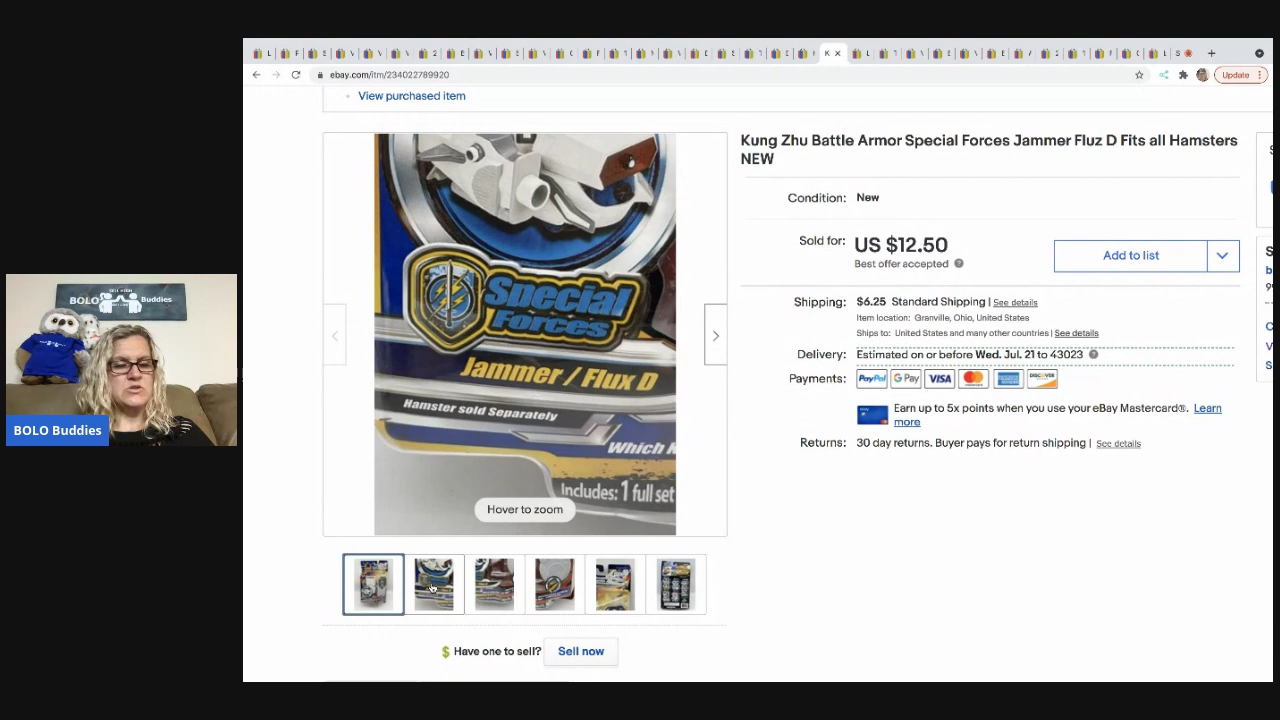 ebay.com/itm/234022789920
Update
View purchased item
Kung Zhu Battle Armor Special Forces Jammer Fluz D Fits all Hamsters
NEW
Condition: New
Sold for: US $12.50
Best offer accepted
Add to list
Shipping: $6.25 Standard Shipping | See details
Item location: Granville, Ohio, United States
Ships to: United States and many other countries | See details
Delivery: Estimated on or before Wed. Jul. 21 to 43023
Payments: PayPal G Pay VISA
DISCOVER
Earn up to 5x points when you use your eBay Mastercard®. Learn
more
Returns: 30 day returns. Buyer pays for return shipping | See details
Special
Forces
Jammer / Flux D
Hamster sold Separately
Which
Includes: 1 full set
Hover to zoom
Have one to sell? Sell now
BOLO Buddies
BOLO Buddies